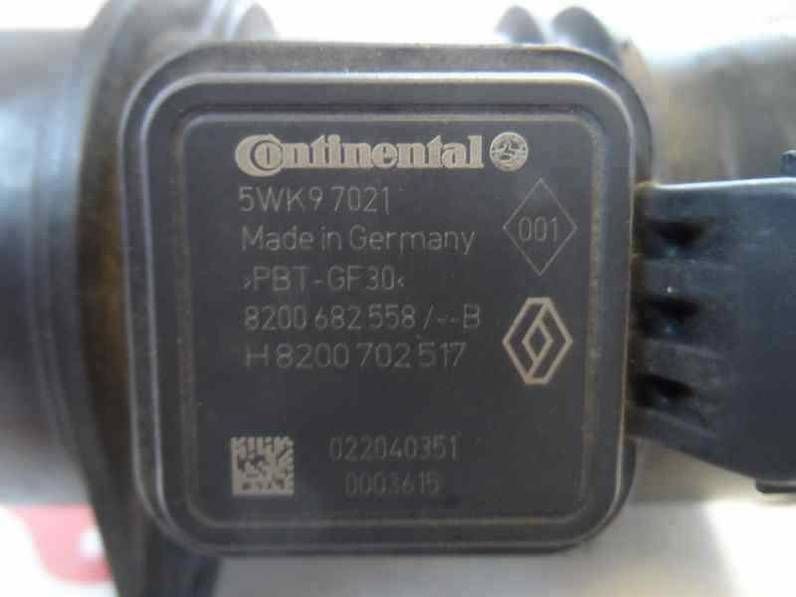 Continental
5WK9 7021
001
Made in Germany
>PBT-GF30<
8200 682 558 /--B
H 8200 702 517
022040351
0003615